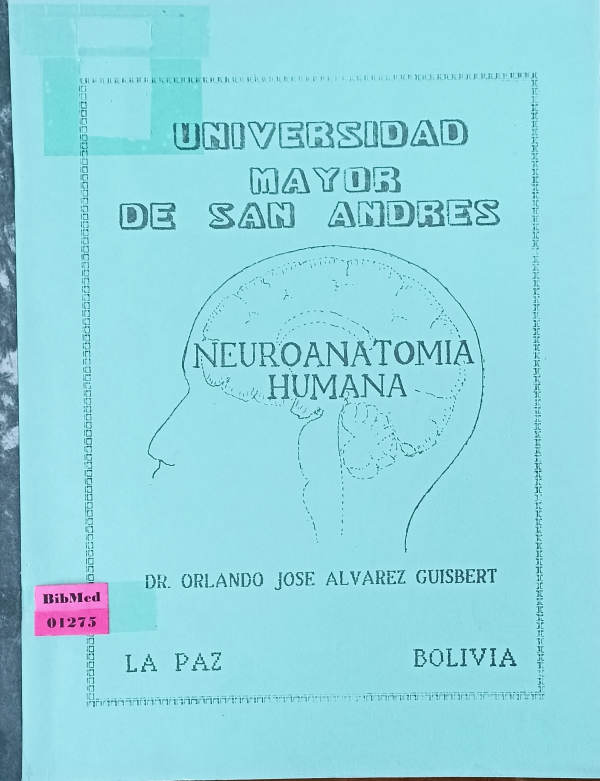 UNIVERSIDAD
MAYOR
DE SAN ANDRES
NEUROANATOMIA
HUMANA
DR. ORLANDO JOSE ALVAREZ GUISBERT
BibMed
01275
LA PAZ BOLIVIA